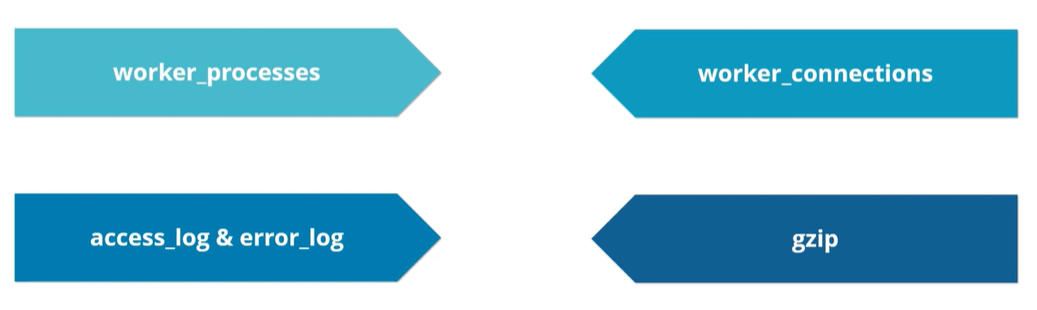 worker_processes
worker_connections
access_log & error_log
gzip